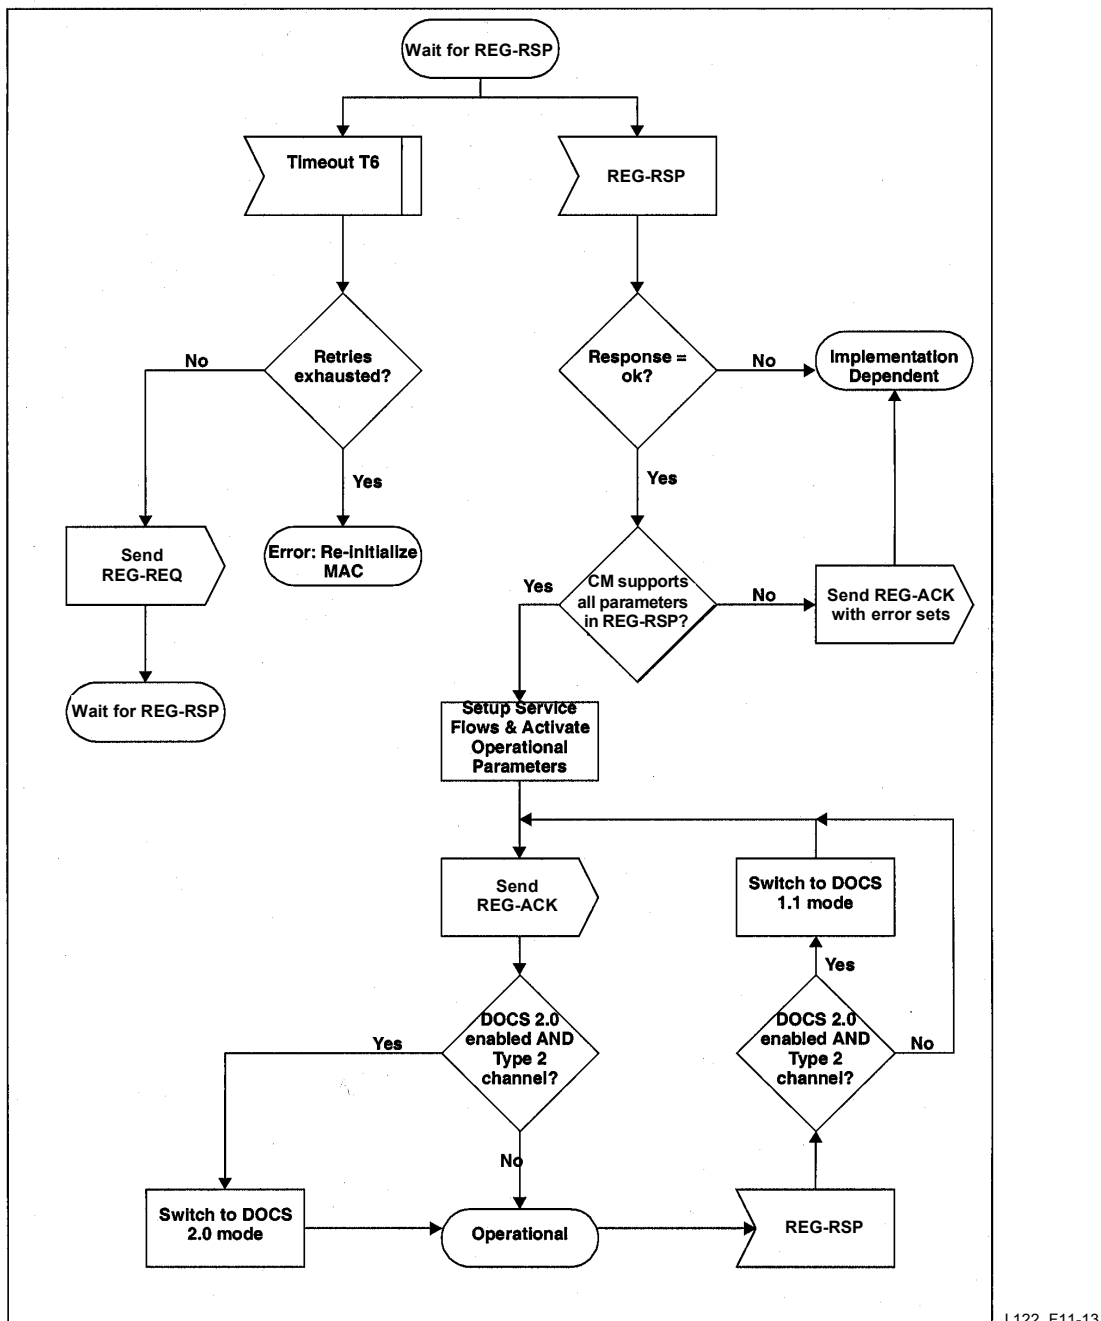 Wait for REG-RSP
Timeout T6
REG-RSP
Retries
exhausted?
No
Yes
Response =
ok?
No
Yes
Implementation
Dependent
Send
REG-REQ
Error: Re-initialize
MAC
Wait for REG-RSP
CM supports
all parameters
in REG-RSP?
Yes
No
Send REG-ACK
with error sets
Setup Service
Flows & Activate
Operational
Parameters
Send
REG-ACK
Switch to DOCS
1.1 mode
Yes
DOCS 2.0
enabled AND
Type 2
channel?
Yes
No
DOCS 2.0
enabled AND
Type 2
channel?
No
Switch to DOCS
2.0 mode
Operational
REG-RSP
J.122_F11-13